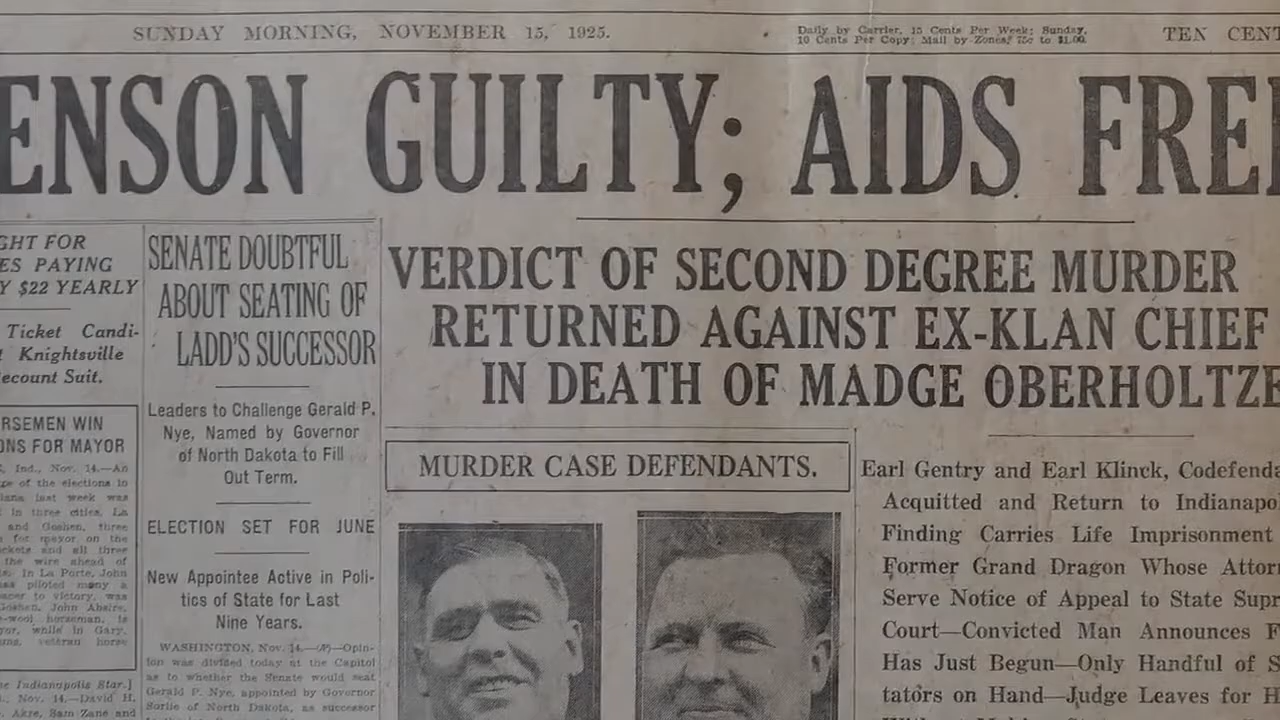 SUNDAY MORNING, NOVEMBER 15, 1925.
Daily by Carrier, 15 Cents Per Week; Sunday,
10 Cents Per Copy; Mail by Zones, 75c to $1.00.
TEN CENT
ENSON GUILTY; AIDS FREE
GHT FOR
ES PAYING
Y $22 YEARLY
Ticket Candi-
t Knightsville
ecount Suit.
RSEMEN WIN
ONS FOR MAYOR
Ind., Nov. 14.—An
of the elections in
iana last week was
in three cities. La
and Goshen, three
for mayor on the
ckets and all three
the wire ahead of
In La Porte, John
has piloted many a
pacer to victory, was
Goshen, John Abshire,
-wool horseman, is
yor, while in Gary,
veteran horse
he Indianapolis Star.]
Nov. 14.—David H.
Akre, Sam Zane and
SENATE DOUBTFUL
ABOUT SEATING OF
LADD'S SUCCESSOR
Leaders to Challenge Gerald P.
Nye, Named by Governor
of North Dakota to Fill
Out Term.
ELECTION SET FOR JUNE
New Appointee Active in Poli-
tics of State for Last
Nine Years.
WASHINGTON, Nov. 14.—(AP)—Opin-
ion was divided today at the Capitol
as to whether the Senate would seat
Gerald P. Nye, appointed by Governor
Sorlie of North Dakota, as successor
VERDICT OF SECOND DEGREE MURDER
RETURNED AGAINST EX-KLAN CHIEF
IN DEATH OF MADGE OBERHOLTZE
MURDER CASE DEFENDANTS.
Earl Gentry and Earl Klinck, Codefenda
Acquitted and Return to Indianapo
Finding Carries Life Imprisonment
Former Grand Dragon Whose Attor
Serve Notice of Appeal to State Supr
Court—Convicted Man Announces F
Has Just Begun—Only Handful of S
tators on Hand—Judge Leaves for H